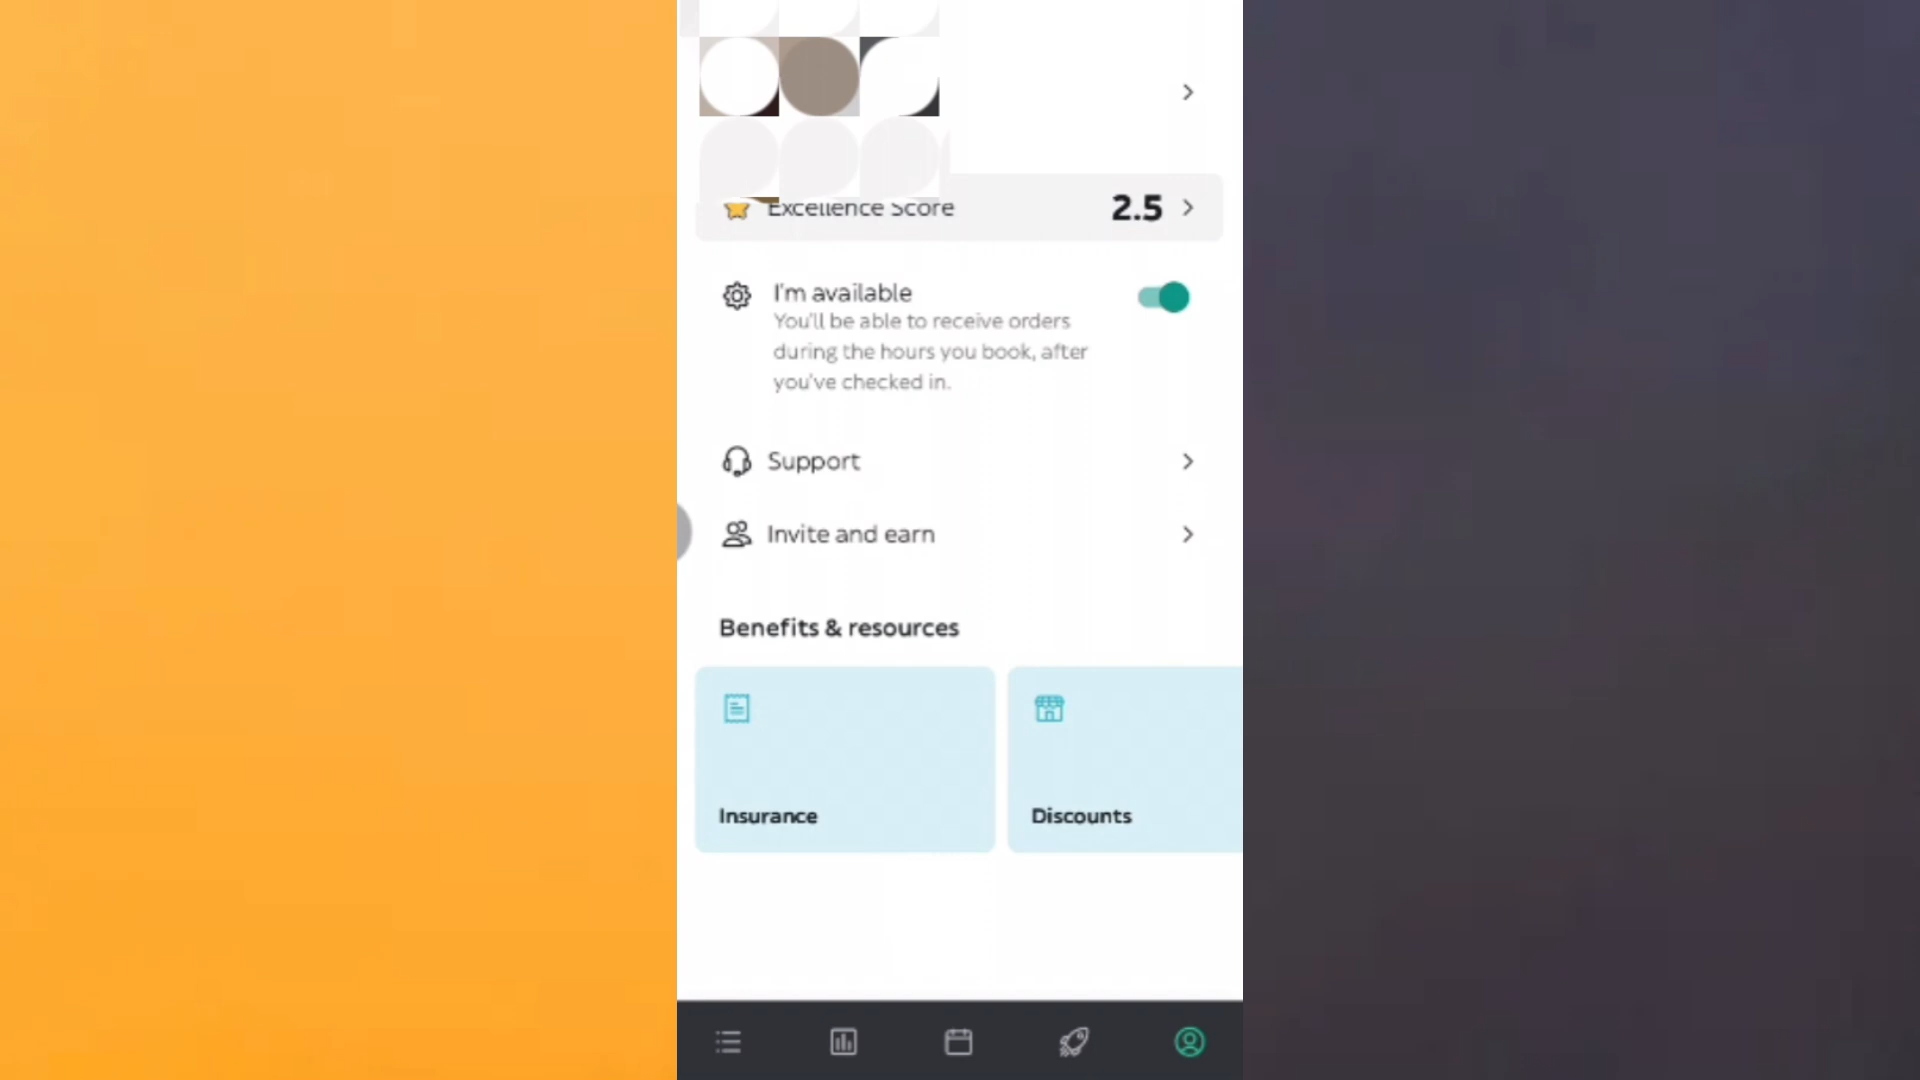 Excellence Score
2.5
I'm available
You'll be able to receive orders
during the hours you book, after
you've checked in.
Support
Invite and earn
Benefits & resources
Insurance
Discounts